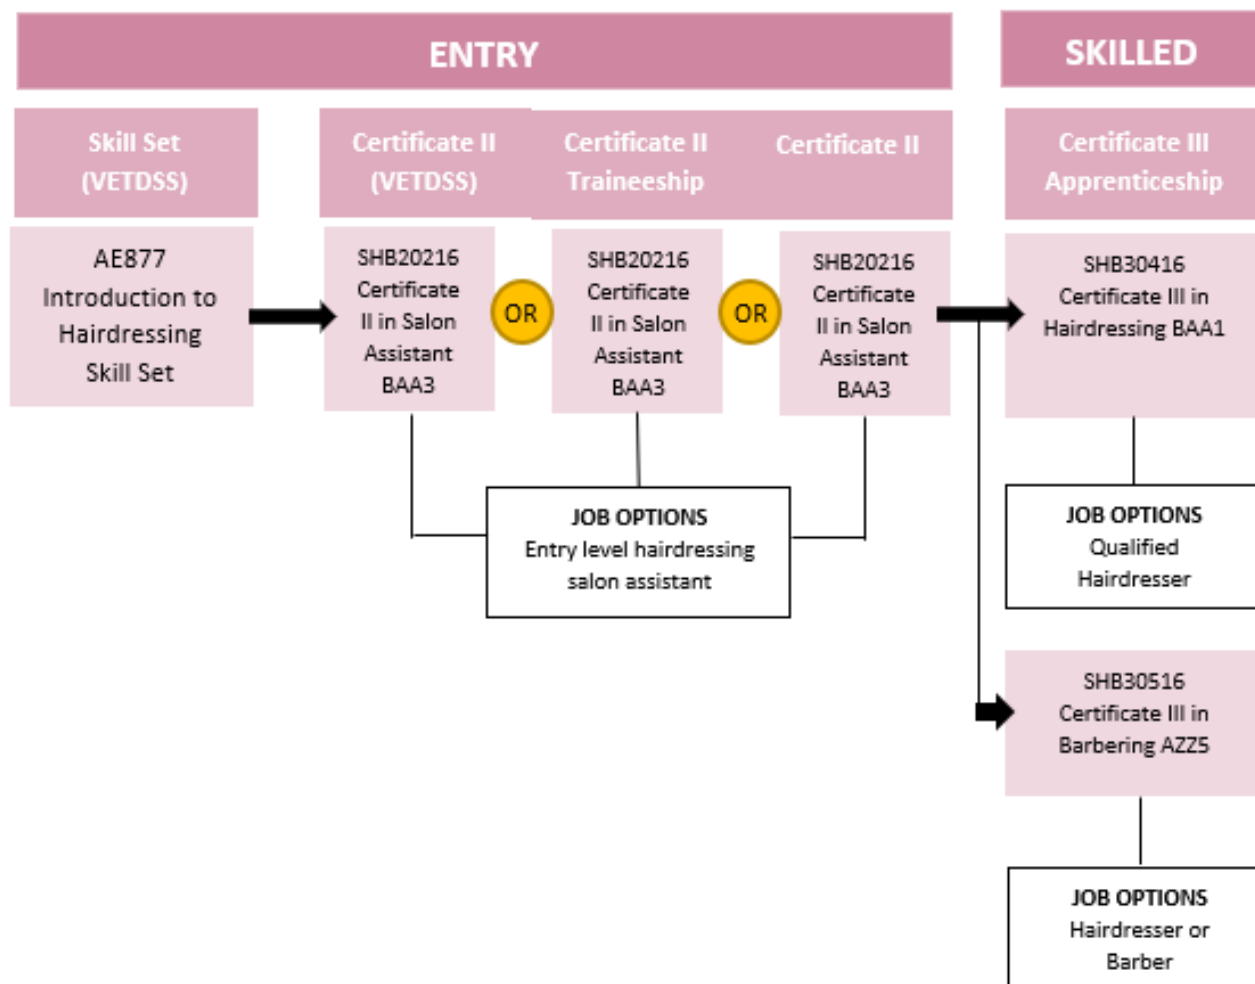 ENTRY
SKILLED
Skill Set
(VETDSS)
Certificate II
(VETDSS)
Certificate II
Traineeship
Certificate II
Certificate III
Apprenticeship
AE877
Introduction to
Hairdressing
Skill Set
SHB20216
Certificate
II in Salon
Assistant
BAA3
OR
SHB20216
Certificate
II in Salon
Assistant
BAA3
OR
SHB20216
Certificate
II in Salon
Assistant
BAA3
SHB30416
Certificate III in
Hairdressing BAA1
JOB OPTIONS
Entry level hairdressing
salon assistant
JOB OPTIONS
Qualified
Hairdresser
SHB30516
Certificate III in
Barbering AZZ5
JOB OPTIONS
Hairdresser or
Barber